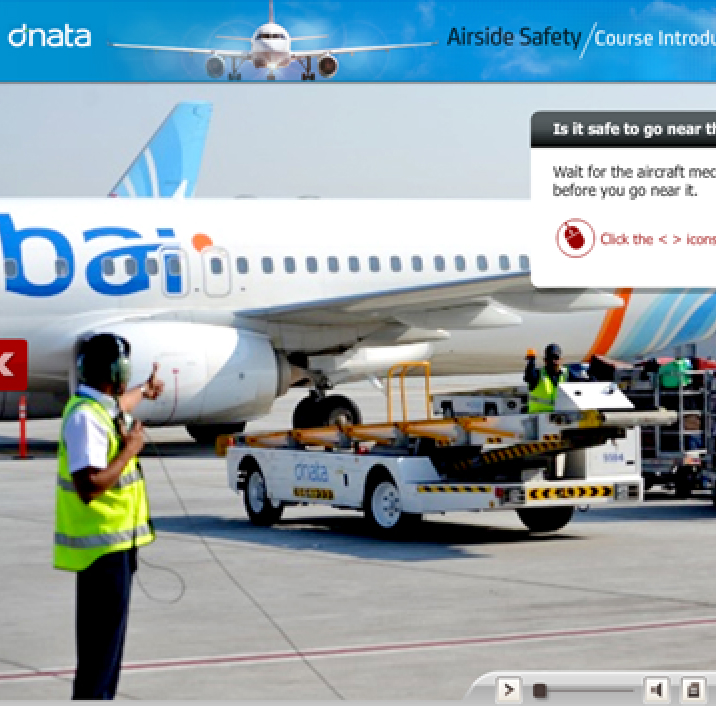 dnata
Airside Safety/Course Introdu
Is it safe to go near th
Wait for the aircraft mec
before you go near it.
Click the < > icons
bai
dnata